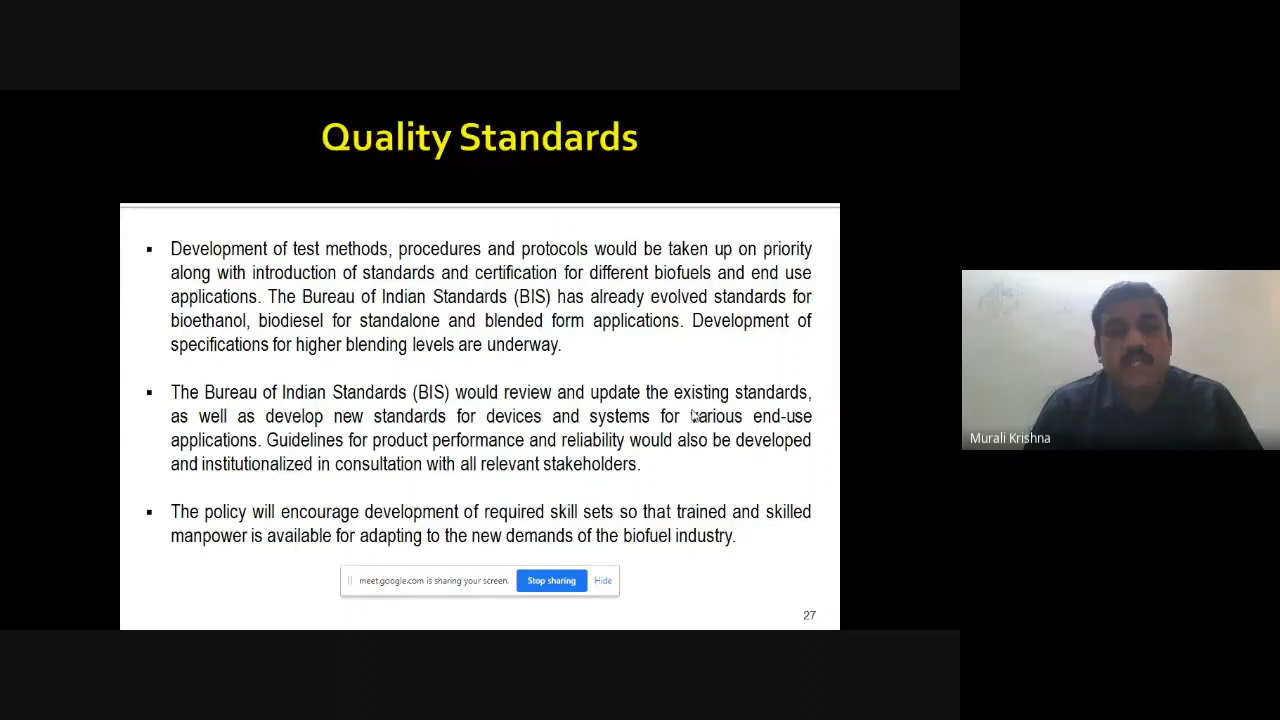 Quality Standards
▪ Development of test methods, procedures and protocols would be taken up on priority
along with introduction of standards and certification for different biofuels and end use
applications. The Bureau of Indian Standards (BIS) has already evolved standards for
bioethanol, biodiesel for standalone and blended form applications. Development of
specifications for higher blending levels are underway.
▪ The Bureau of Indian Standards (BIS) would review and update the existing standards,
as well as develop new standards for devices and systems for various end-use
applications. Guidelines for product performance and reliability would also be developed
and institutionalized in consultation with all relevant stakeholders.
▪ The policy will encourage development of required skill sets so that trained and skilled
manpower is available for adapting to the new demands of the biofuel industry.
meet.google.com is sharing your screen. Stop sharing Hide
27
Murali Krishna